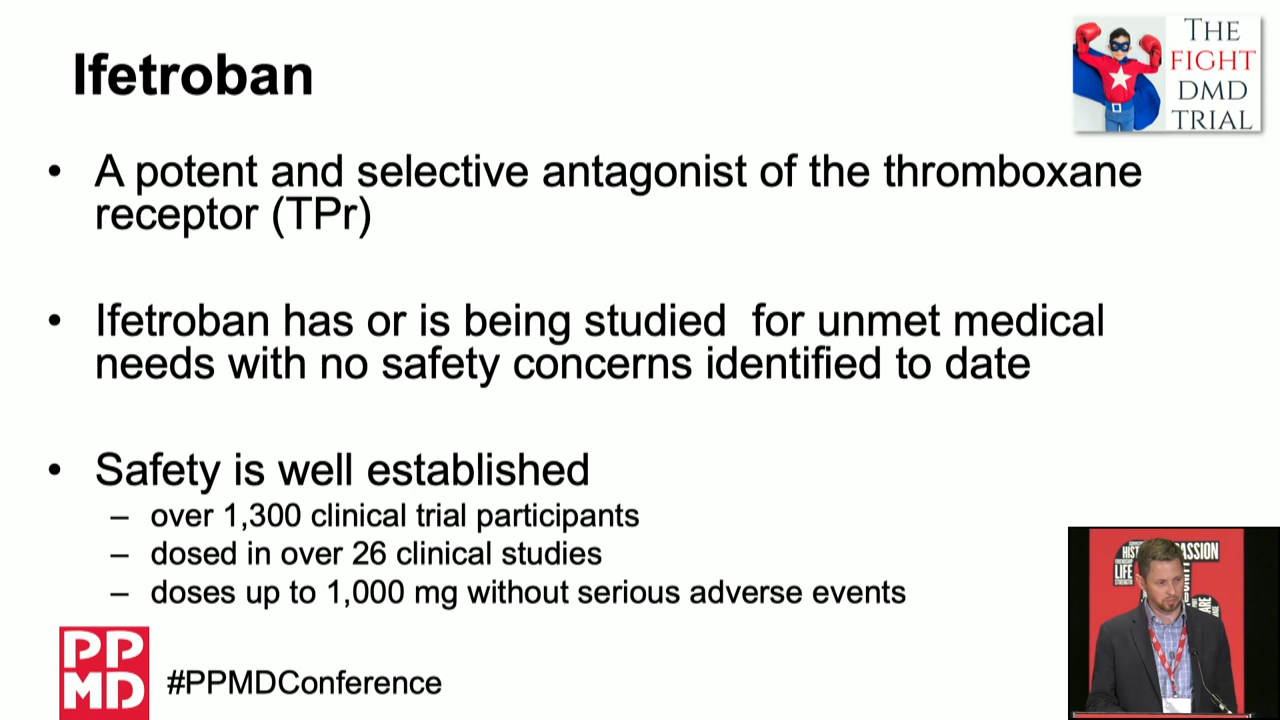 Ifetroban
THE
FIGHT
DMD
TRIAL
• A potent and selective antagonist of the thromboxane
receptor (TPr)
• Ifetroban has or is being studied for unmet medical
needs with no safety concerns identified to date
• Safety is well established
– over 1,300 clinical trial participants
– dosed in over 26 clinical studies
– doses up to 1,000 mg without serious adverse events
PP
MD
#PPMDConference
LIFE